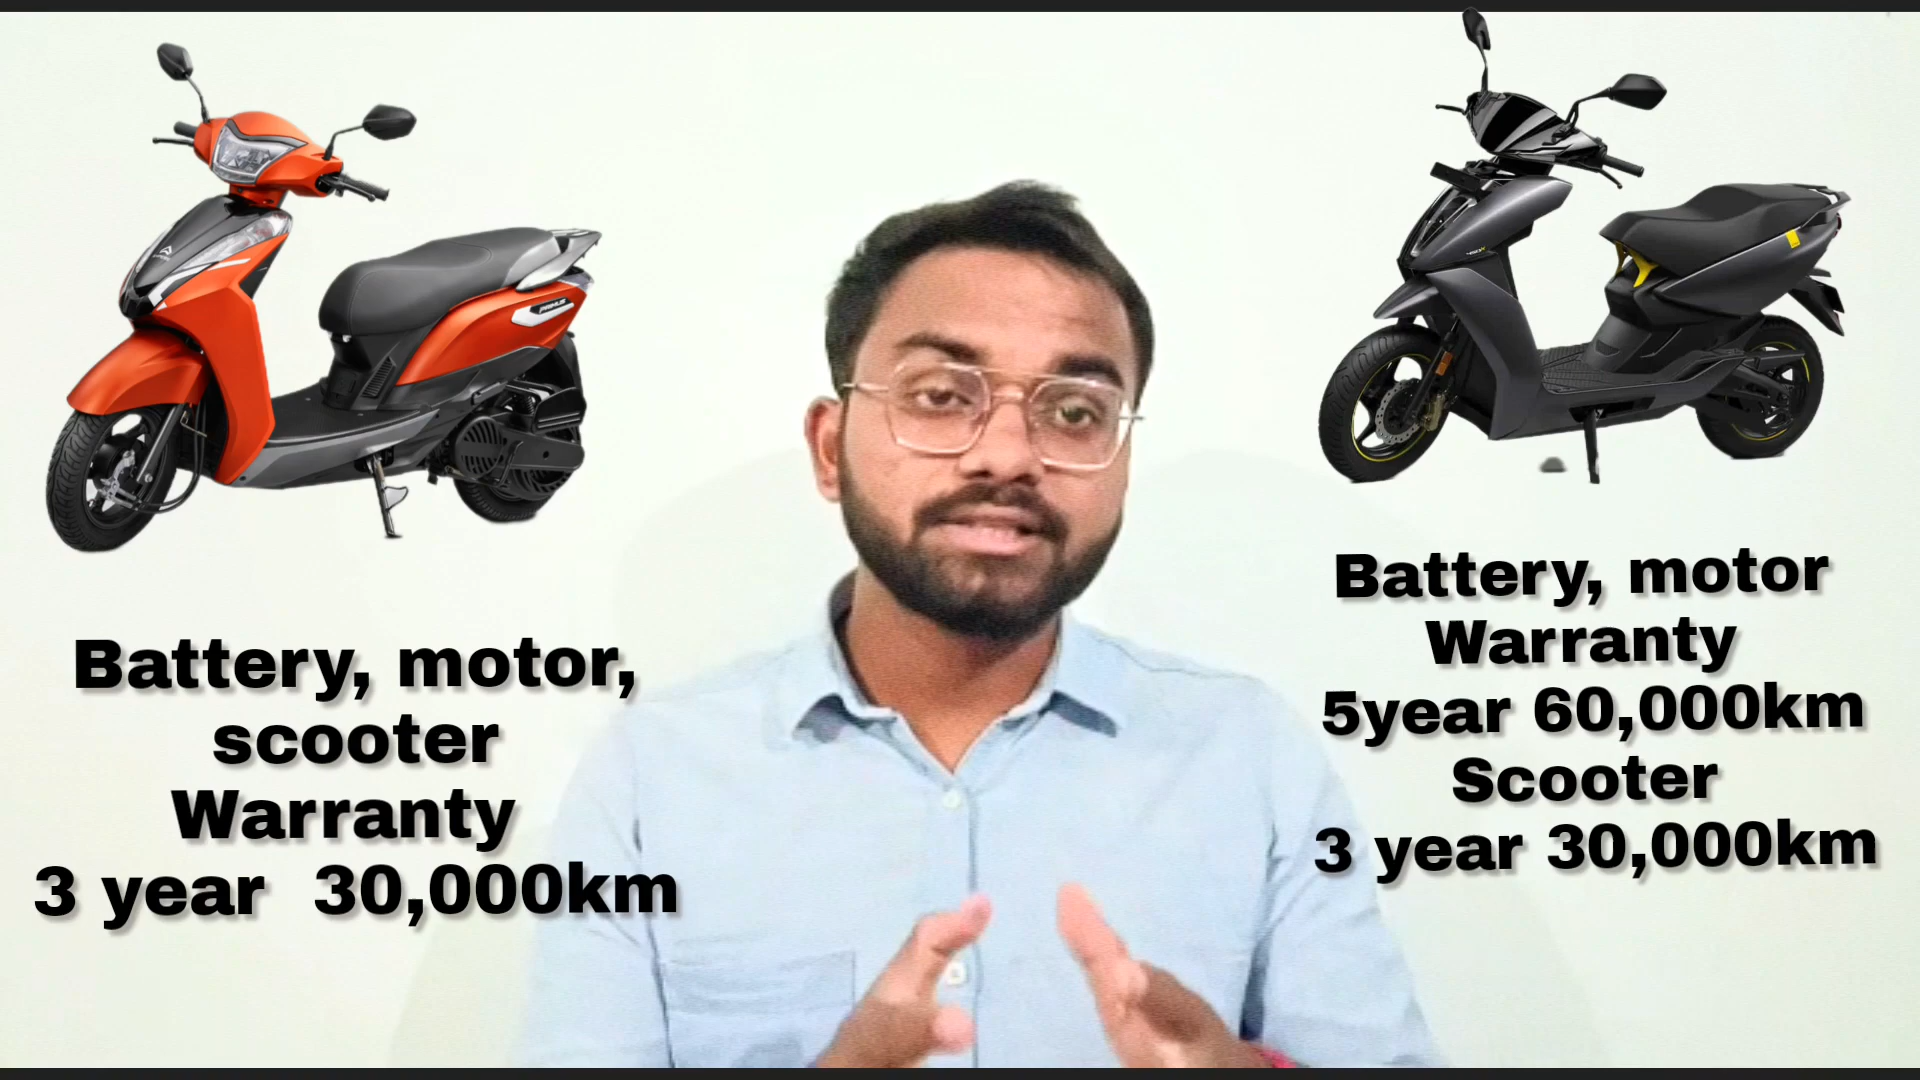 PRIMUS
Battery, motor,
scooter
Warranty
3 year 30,000km
Battery, motor
Warranty
5year 60,000km
Scooter
3 year 30,000km